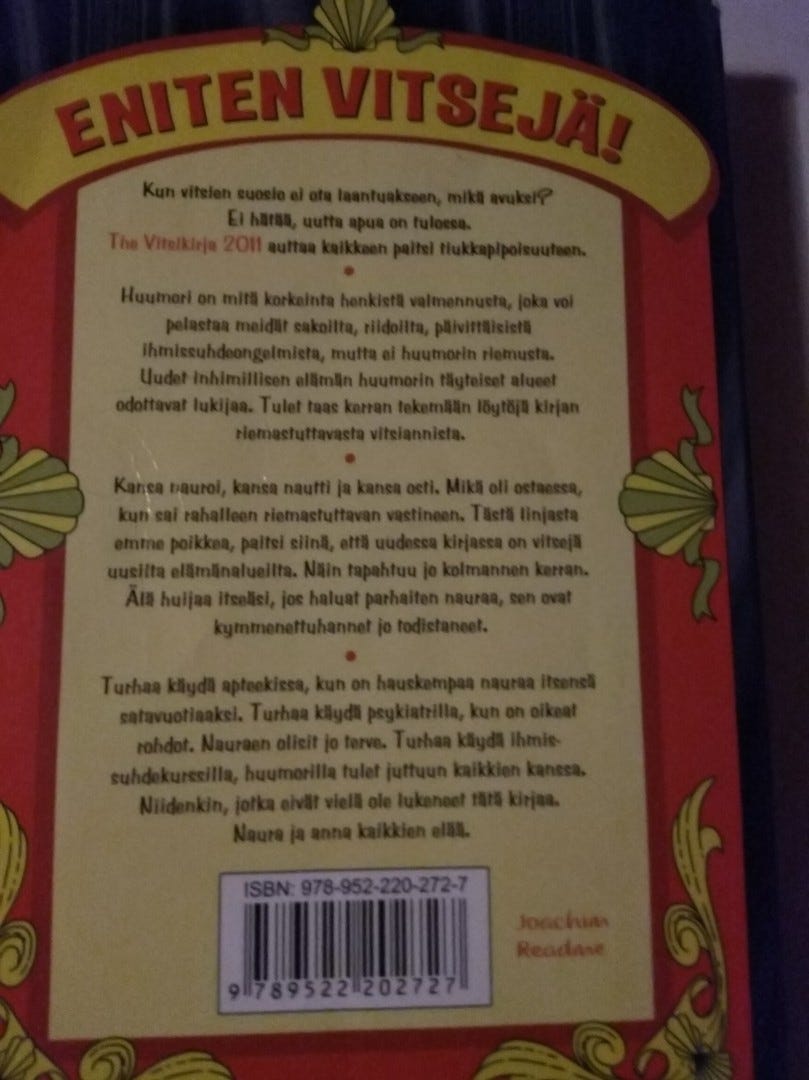 ENITEN VITSEJÄ!
Kun vitsien suosio ei ota laantuakseen, mikä avuksi?
Ei hätää, uutta apua on tulossa.
The Vitsikirja 2011 auttaa kaikkeen paitsi tiukkapipoisuuteen.
Huumori on mitä korkeinta henkistä valmennusta, joka voi
pelastaa meidät sakoilta, riidoilta, päivittäisistä
ihmissuhdeongelmista, mutta ei huumorin riemusta.
Uudet inhimillisen elämän huumorin täyteiset alueet
odottavat lukijaa. Tulet taas kerran tekemään löytöjä kirjan
riemastuttavasta vitsiannista.
Kansa nauroi, kansa nautti ja kansa osti. Mikä oli ostaessa,
kun sai rahalleen riemastuttavan vastineen. Tästä linjasta
emme poikkea, paitsi siinä, että uudessa kirjassa on vitsejä
uusilta elämänalueilta. Näin tapahtuu jo kolmannen kerran.
Älä huijaa itseäsi, jos haluat parhaiten nauraa, sen ovat
kymmenettuhannet jo todistaneet.
Turhaa käydä apteekissa, kun on hauskempaa nauraa itsensä
satavuotiaaksi. Turhaa käydä psykiatrilla, kun on oikeat
rohdot. Nauraen olisit jo terve. Turhaa käydä ihmis-
suhdekurssilla, huumorilla tulet juttuun kaikkien kanssa.
Niidenkin, jotka eivät vielä ole lukeneet tätä kirjaa.
Naura ja anna kaikkien elää.
ISBN: 978-952-220-272-7
9 789522 202727
Joachim
Readme